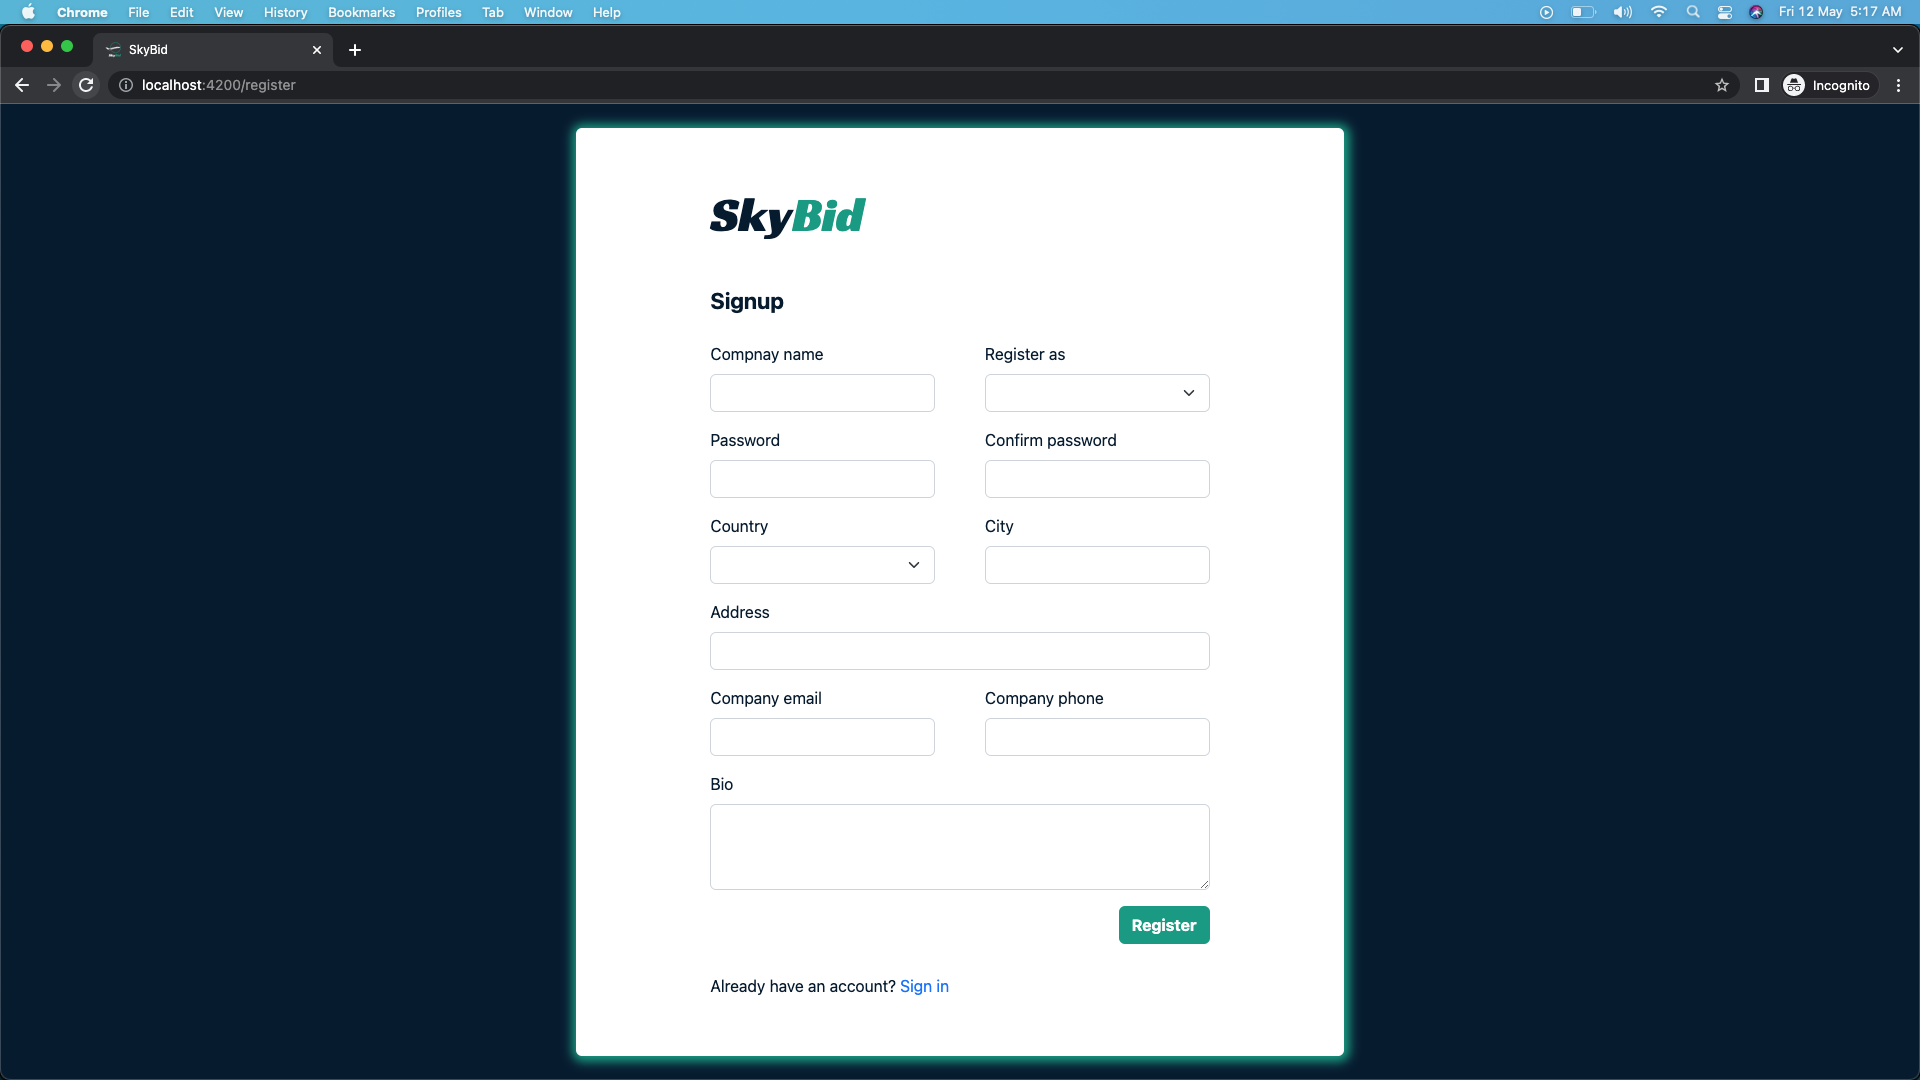 Chrome File Edit View History Bookmarks Profiles Tab Window Help Fri 12 May 5:17 AM
SkyBid
localhost:4200/register Incognito
SkyBid
Signup
Compnay name Register as
Password Confirm password
Country City
Address
Company email Company phone
Bio
Register
Already have an account? Sign in